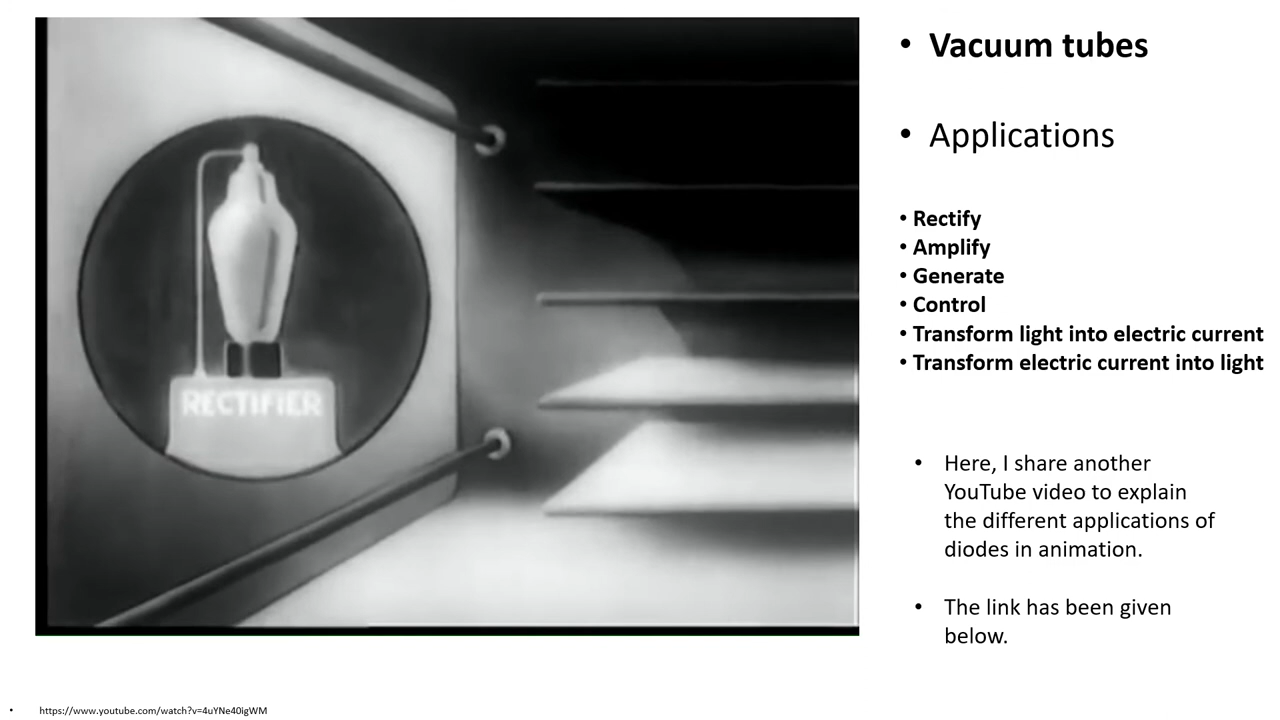 RECTIFIER
• Vacuum tubes
• Applications
• Rectify
• Amplify
• Generate
• Control
• Transform light into electric current
• Transform electric current into light
• Here, I share another
YouTube video to explain
the different applications of
diodes in animation.
• The link has been given
below.
• https://www.youtube.com/watch?v=4uYNe40igWM